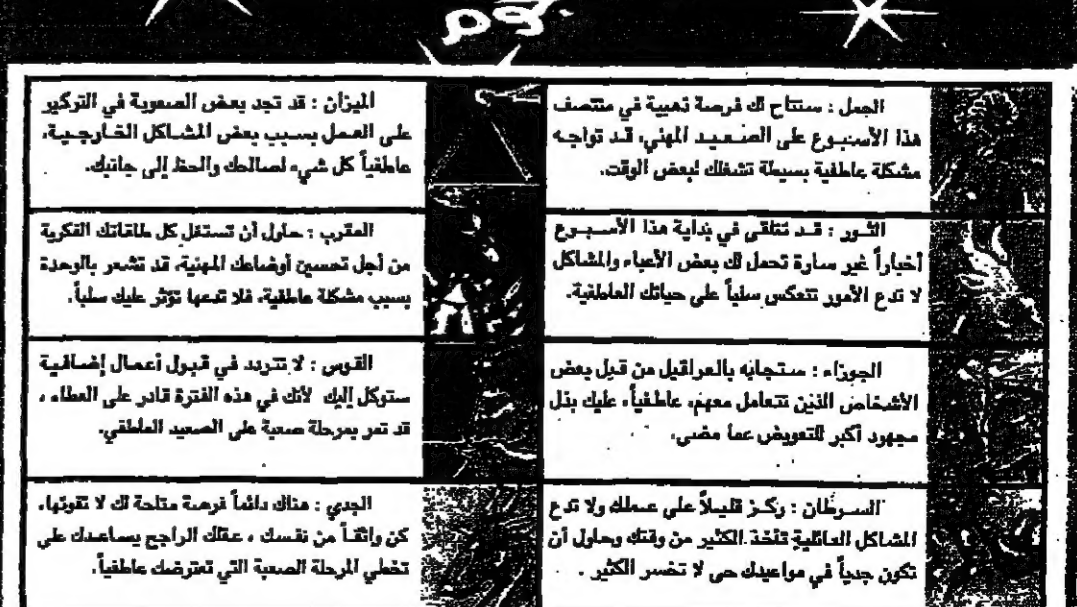 الحمل : ستتاح لك فرصة ذهبية في منتصف
هذا الأسبوع على الصعيد المهني، قد تواجه
مشكلة عاطفية بسيطة تشغلك لبعض الوقت.
الثور : قد تتلقى في بداية هذا الأسبوع
أخباراً غير سارة تحمل لك بعض الأعباء والمشاكل
لا تدع الأمور تنعكس سلباً على حياتك العاطفية.
الجوزاء : ستجابه بالعراقيل من قبل بعض
الأشخاص الذين تتعامل معهم، عاطفياً، عليك بذل
مجهود أكبر للتعويض عما مضى.
السرطان : ركز قليلاً على عملك ولا تدع
المشاكل العائلية تأخذ الكثير من وقتك وحاول أن
تكون جدياً في مواعيدك حى لا تخسر الكثير .
الميزان : قد تجد بعض الصعوبة في التركيز
على العمل بسبب بعض المشاكل الخارجية،
عاطفياً كل شيء لصالحك والحظ إلى جانبك.
العقرب : حاول أن تستغل كل طاقاتك الفكرية
من أجل تحسين أوضاعك المهنية، قد تشعر بالوحدة
بسبب مشكلة عاطفية، فلا تدعها تؤثر عليك سلباً.
القوس : لا تتردد في قبول أعمال إضافية
ستوكل إليك لأنك في هذه الفترة قادر على العطاء ،
قد تمر بمرحلة صعبة على الصعيد العاطفي.
الجدي : هناك دائماً فرصة متاحة لك لا تفوتها،
كن واثقاً من نفسك ، عقلك الراجح يساعدك على
تخطي المرحلة الصعبة التي تعترضك عاطفياً.